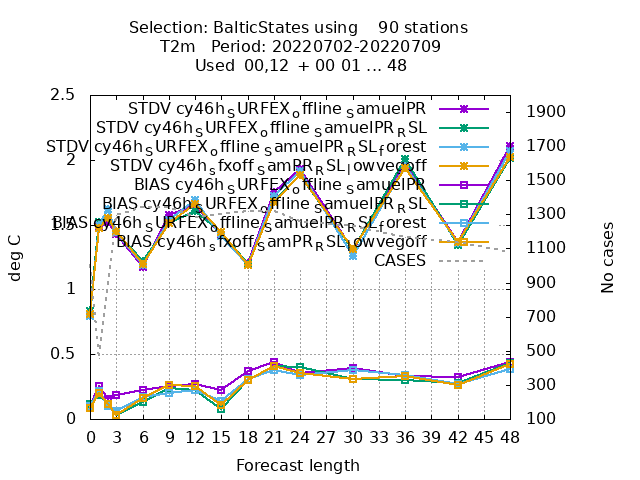 Selection: BalticStates using 90 stations
T2m Period: 20220702-20220709
Used 00,12 + 00 01 ... 48
2.5
2
1.5
1
0.5
0
deg C
STDV cy46h_SURFEX_offline_samuelPR
STDV cy46h_SURFEX_offline_samuelPR_RSL
STDV cy46h_SURFEX_offline_samuelPR_RSL_forest
STDV cy46h_sfxoff_SamPR_RSL_lowvegoff
BIAS cy46h_SURFEX_offline_samuelPR
BIAS cy46h_SURFEX_offline_samuelPR_RSL
BIAS cy46h_SURFEX_offline_samuelPR_RSL_forest
BIAS cy46h_sfxoff_SamPR_RSL_lowvegoff
CASES
1900
1700
1500
1300
1100
900
700
500
300
100
No cases
0 3 6 9 12 15 18 21 24 27 30 33 36 39 42 45 48
Forecast length